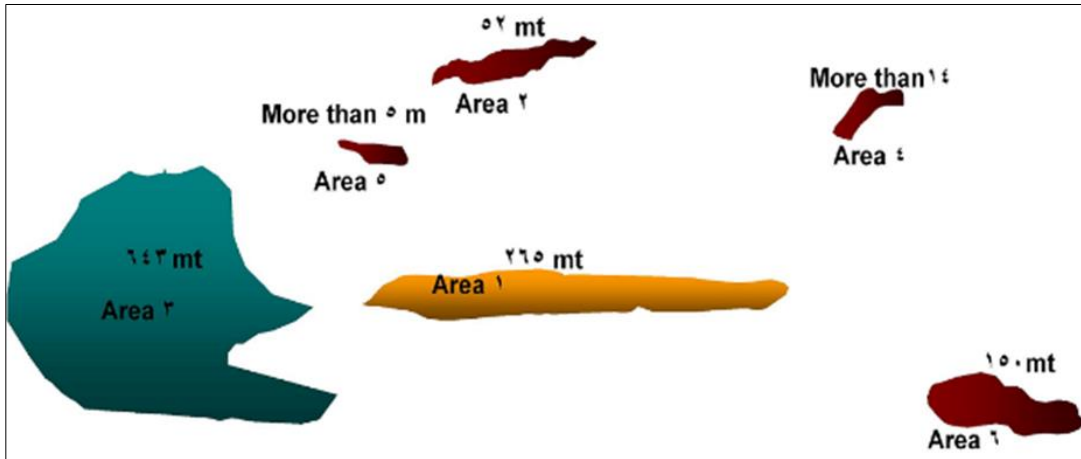 ٥٢ mt
Area ٢
More than ١٤
Area ٤
More than ٥ m
Area ٥
٦٤٣ mt
Area ٣
٢٦٥ mt
Area ١
١٥٠ mt
Area ٦